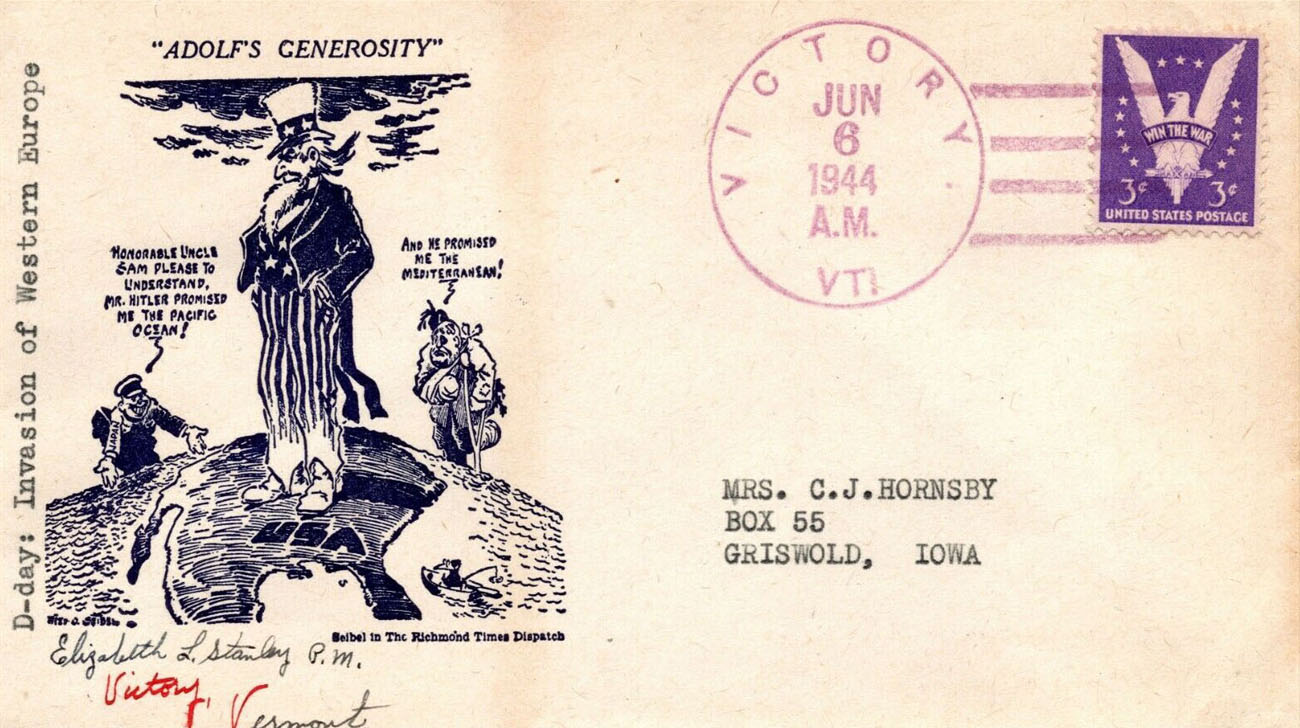 "ADOLF'S GENEROSITY"
D-day: Invasion of Western Europe
HONORABLE UNCLE
SAM PLEASE TO
UNDERSTAND,
MR. HITLER PROMISED
ME THE PACIFIC
OCEAN!
AND HE PROMISED
ME THE
MEDITERRANEAN!
JAPAN
USA
Seibel in The Richmond Times Dispatch
Elizabeth L. Stanley P.M.
Victory,
Vermont
VICTORY
JUN
6
1944
A.M.
VT.
WIN THE WAR
3¢ 3¢
UNITED STATES POSTAGE
MRS. C.J.HORNSBY
BOX 55
GRISWOLD, IOWA